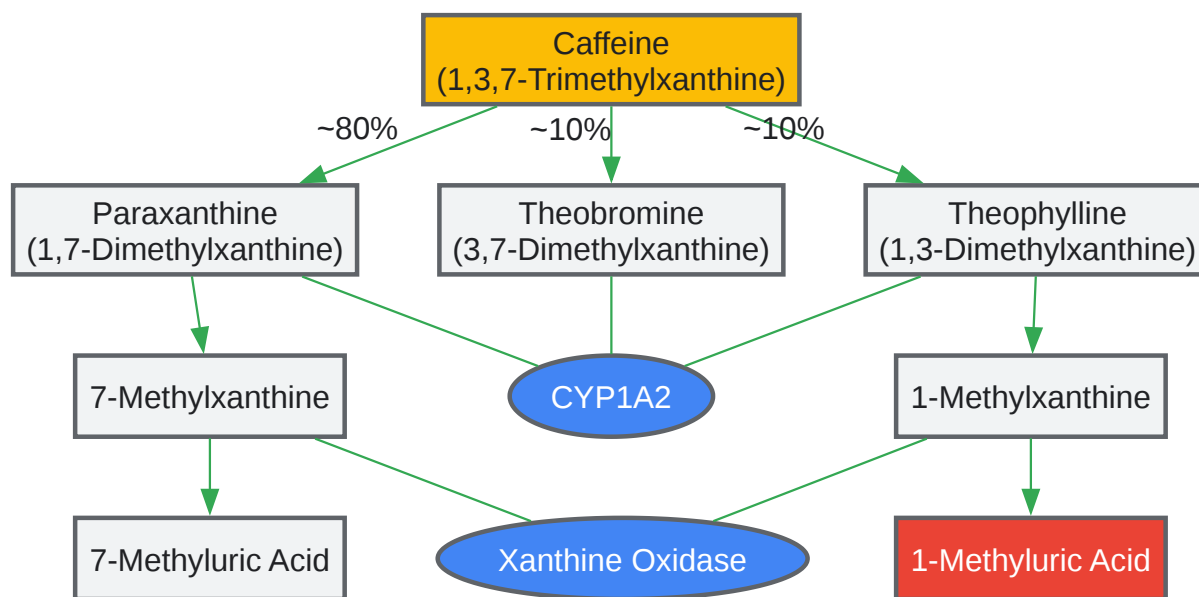 Caffeine
(1,3,7-Trimethylxanthine)
~80%
~10%
~10%
Paraxanthine
(1,7-Dimethylxanthine)
Theobromine
(3,7-Dimethylxanthine)
Theophylline
(1,3-Dimethylxanthine)
7-Methylxanthine
CYP1A2
1-Methylxanthine
7-Methyluric Acid
Xanthine Oxidase
1-Methyluric Acid